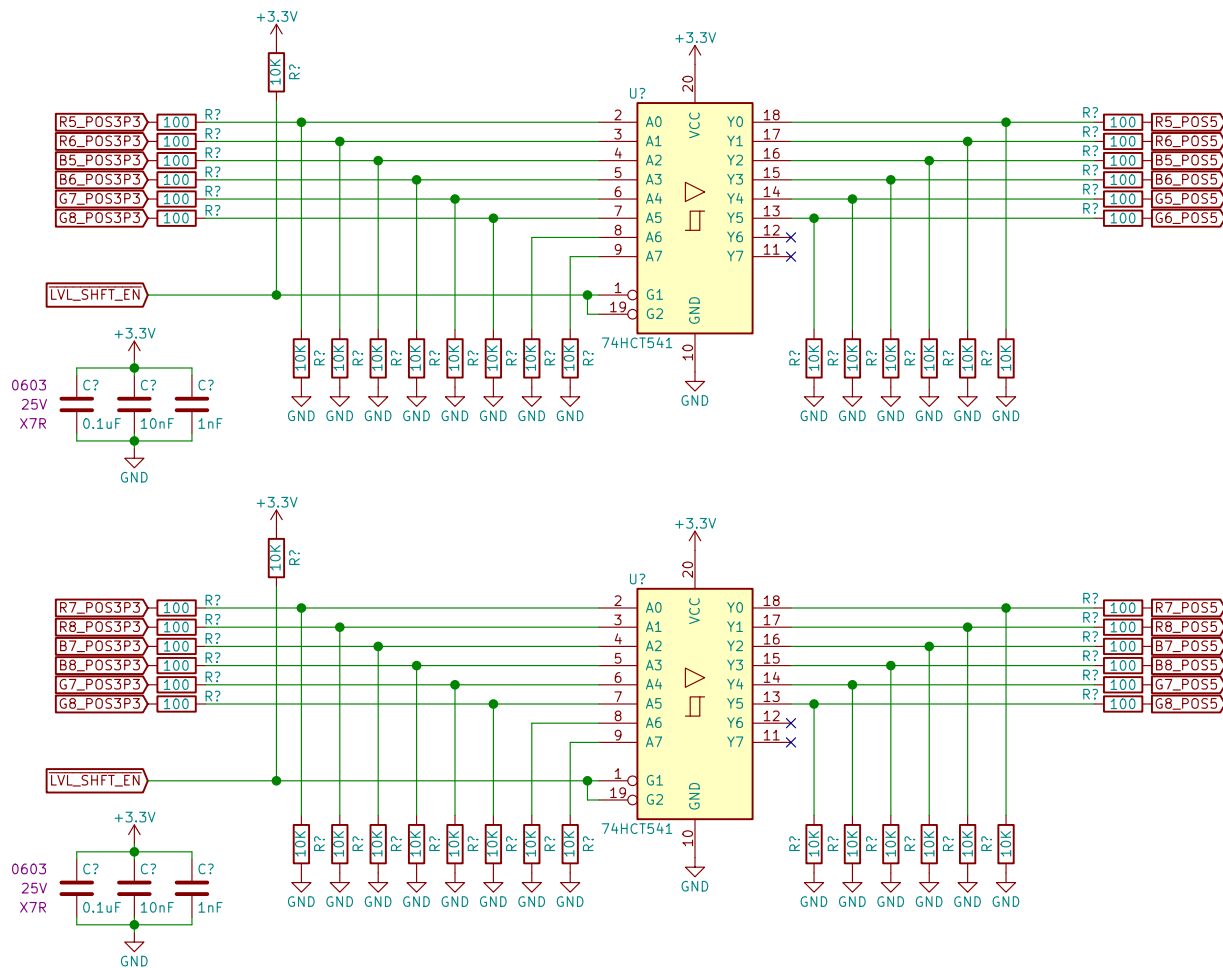 +3.3V
10K R?
+3.3V
20
U?
VCC
R5_POS3P3 100 R? 2 A0 Y0 18 R? 100 R5_POS5
R6_POS3P3 100 R? 3 A1 Y1 17 R? 100 R6_POS5
B5_POS3P3 100 R? 4 A2 Y2 16 R? 100 B5_POS5
B6_POS3P3 100 R? 5 A3 Y3 15 R? 100 B6_POS5
G7_POS3P3 100 R? 6 A4 Y4 14 R? 100 G5_POS5
G8_POS3P3 100 R? 7 A5 Y5 13 R? 100 G6_POS5
8 A6 Y6 12
9 A7 Y7 11
LVL_SHFT_EN 1 G1
19 G2 GND
74HCT541 10
+3.3V
10K R? 10K R? 10K R? 10K R? 10K R? 10K R? 10K R? 10K R? R? 10K R? 10K R? 10K R? 10K R? 10K R? 10K
GND
0603 C? C? C?
25V
X7R 0.1uF 10nF 1nF
GND GND GND GND GND GND GND GND GND GND GND GND GND GND
GND
+3.3V
10K R?
+3.3V
20
U?
VCC
R7_POS3P3 100 R? 2 A0 Y0 18 R? 100 R7_POS5
R8_POS3P3 100 R? 3 A1 Y1 17 R? 100 R8_POS5
B7_POS3P3 100 R? 4 A2 Y2 16 R? 100 B7_POS5
B8_POS3P3 100 R? 5 A3 Y3 15 R? 100 B8_POS5
G7_POS3P3 100 R? 6 A4 Y4 14 R? 100 G7_POS5
G8_POS3P3 100 R? 7 A5 Y5 13 R? 100 G8_POS5
8 A6 Y6 12
9 A7 Y7 11
LVL_SHFT_EN 1 G1
19 G2 GND
74HCT541 10
+3.3V
10K R? 10K R? 10K R? 10K R? 10K R? 10K R? 10K R? 10K R? R? 10K R? 10K R? 10K R? 10K R? 10K R? 10K
GND
0603 C? C? C?
25V
X7R 0.1uF 10nF 1nF
GND GND GND GND GND GND GND GND GND GND GND GND GND GND
GND